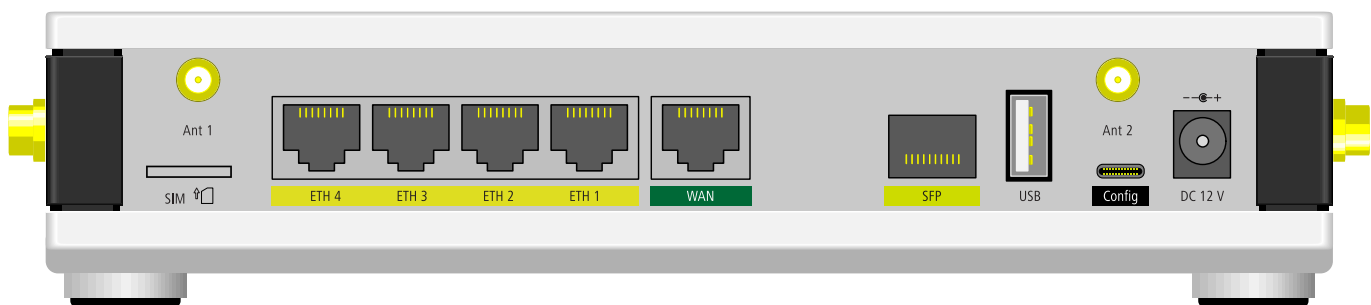 Ant 1
SIM
ETH 4
ETH 3
ETH 2
ETH 1
WAN
SFP
USB
Ant 2
Config
DC 12 V